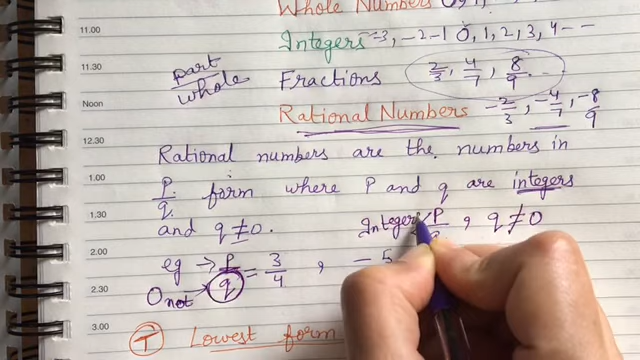 Whole Numbers 0, 1,
11.00
Integers --3, -2 -1 0, 1, 2, 3, 4 - -
11.30
part/whole Fractions 2/3, 4/7, 8/9 ..
Noon
Rational Numbers -2/3, -4/7, -8/9
12.30
Rational numbers are the numbers in
1.00
P/q form where P and q are integers
1.30
and q ≠ 0. Integers P/ , q ≠ 0
2.00
eg → P/q = 3/4 , -5
2.30
0 not →
3.00
T Lowest form